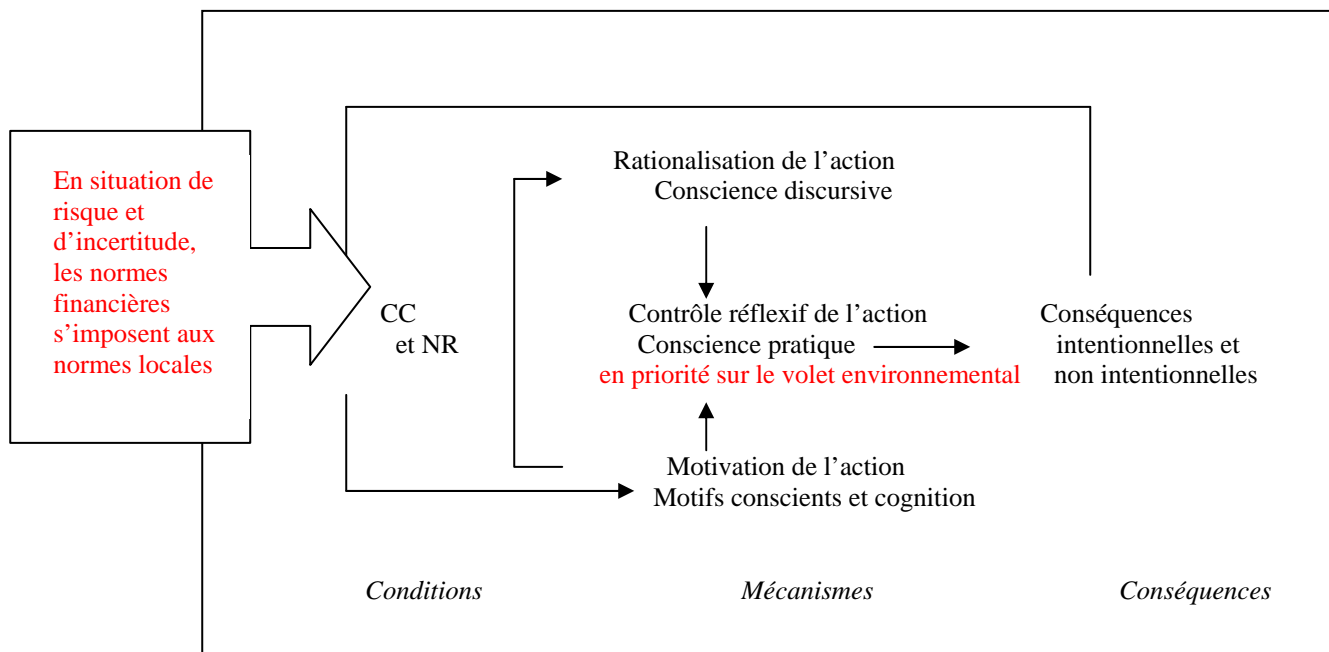 En situation de
risque et
d’incertitude,
les normes
financières
s’imposent aux
normes locales
CC
et NR
Rationalisation de l’action
Conscience discursive
Contrôle réflexif de l’action
Conscience pratique
en priorité sur le volet environnemental
Motivation de l’action
Motifs conscients et cognition
Conséquences
intentionnelles et
non intentionnelles
Conditions
Mécanismes
Conséquences